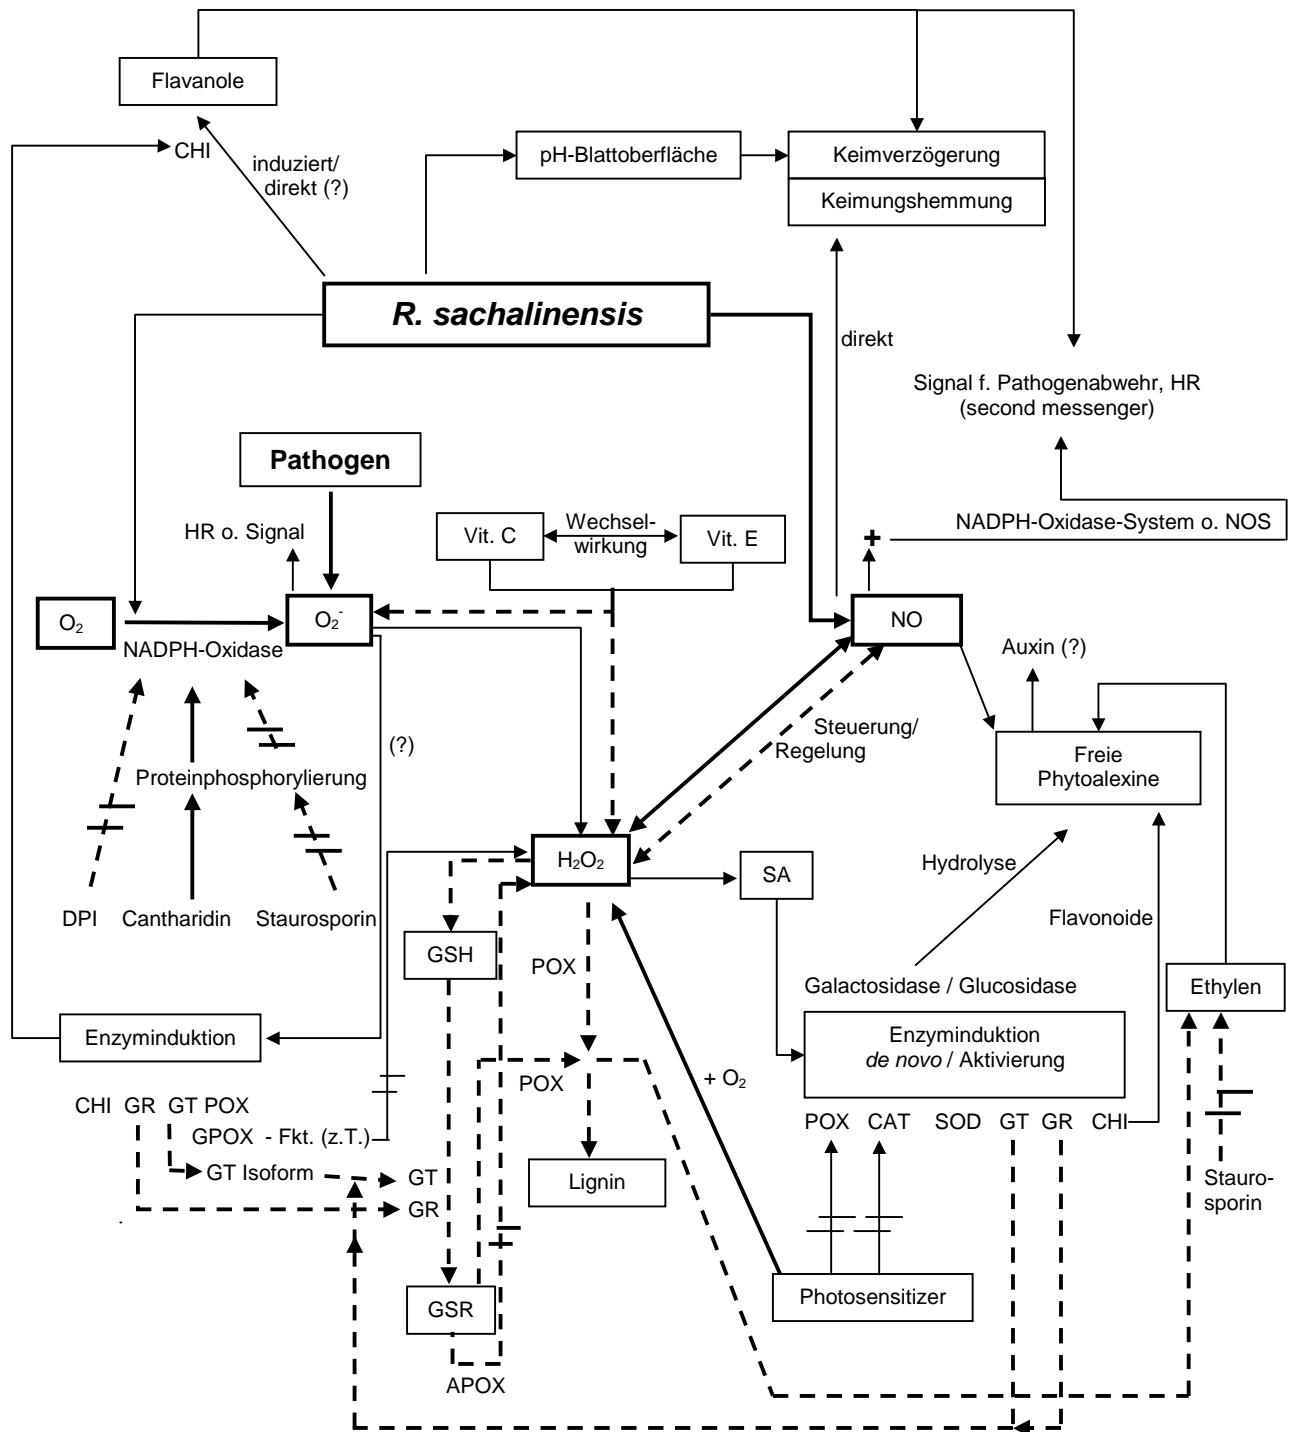 Flavanole
CHI
induziert/
direkt (?)
pH-Blattoberfläche
Keimverzögerung
Keimungshemmung
R. sachalinensis
direkt
Signal f. Pathogenabwehr, HR
(second messenger)
Pathogen
HR o. Signal
Vit. C
Wechsel-
wirkung
Vit. E
+
NADPH-Oxidase-System o. NOS
O₂
O₂⁻
NADPH-Oxidase
NO
Auxin (?)
(?)
Steuerung/
Regelung
Freie
Phytoalexine
Proteinphosphorylierung
H₂O₂
SA
Hydrolyse
DPI
Cantharidin
Staurosporin
Flavonoide
GSH
POX
Galactosidase / Glucosidase
Ethylen
Enzyminduktion
Enzyminduktion
de novo / Aktivierung
POX
+ O₂
CHI GR GT POX
GPOX - Fkt. (z.T.)
POX CAT SOD GT GR CHI
GT Isoform
GT
GR
Lignin
Stauro-
sporin
GSR
Photosensitizer
APOX